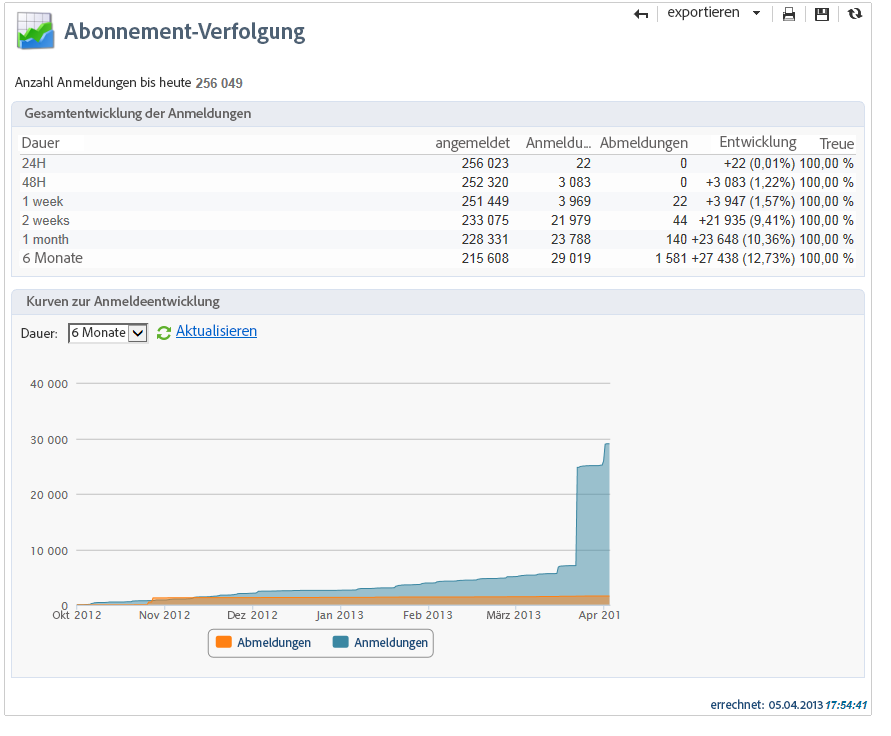 exportieren
Abonnement-Verfolgung
Anzahl Anmeldungen bis heute 256 049
Gesamtentwicklung der Anmeldungen
Dauer angemeldet Anmeldu... Abmeldungen Entwicklung Treue
24H 256 023 22 0 +22 (0,01%) 100,00 %
48H 252 320 3 083 0 +3 083 (1,22%) 100,00 %
1 week 251 449 3 969 22 +3 947 (1,57%) 100,00 %
2 weeks 233 075 21 979 44 +21 935 (9,41%) 100,00 %
1 month 228 331 23 788 140 +23 648 (10,36%) 100,00 %
6 Monate 215 608 29 019 1 581 +27 438 (12,73%) 100,00 %
Kurven zur Anmeldeentwicklung
Dauer: 6 Monate Aktualisieren
40 000
30 000
20 000
10 000
0
Okt 2012 Nov 2012 Dez 2012 Jan 2013 Feb 2013 März 2013 Apr 201
Abmeldungen Anmeldungen
errechnet: 05.04.2013 17:54:41